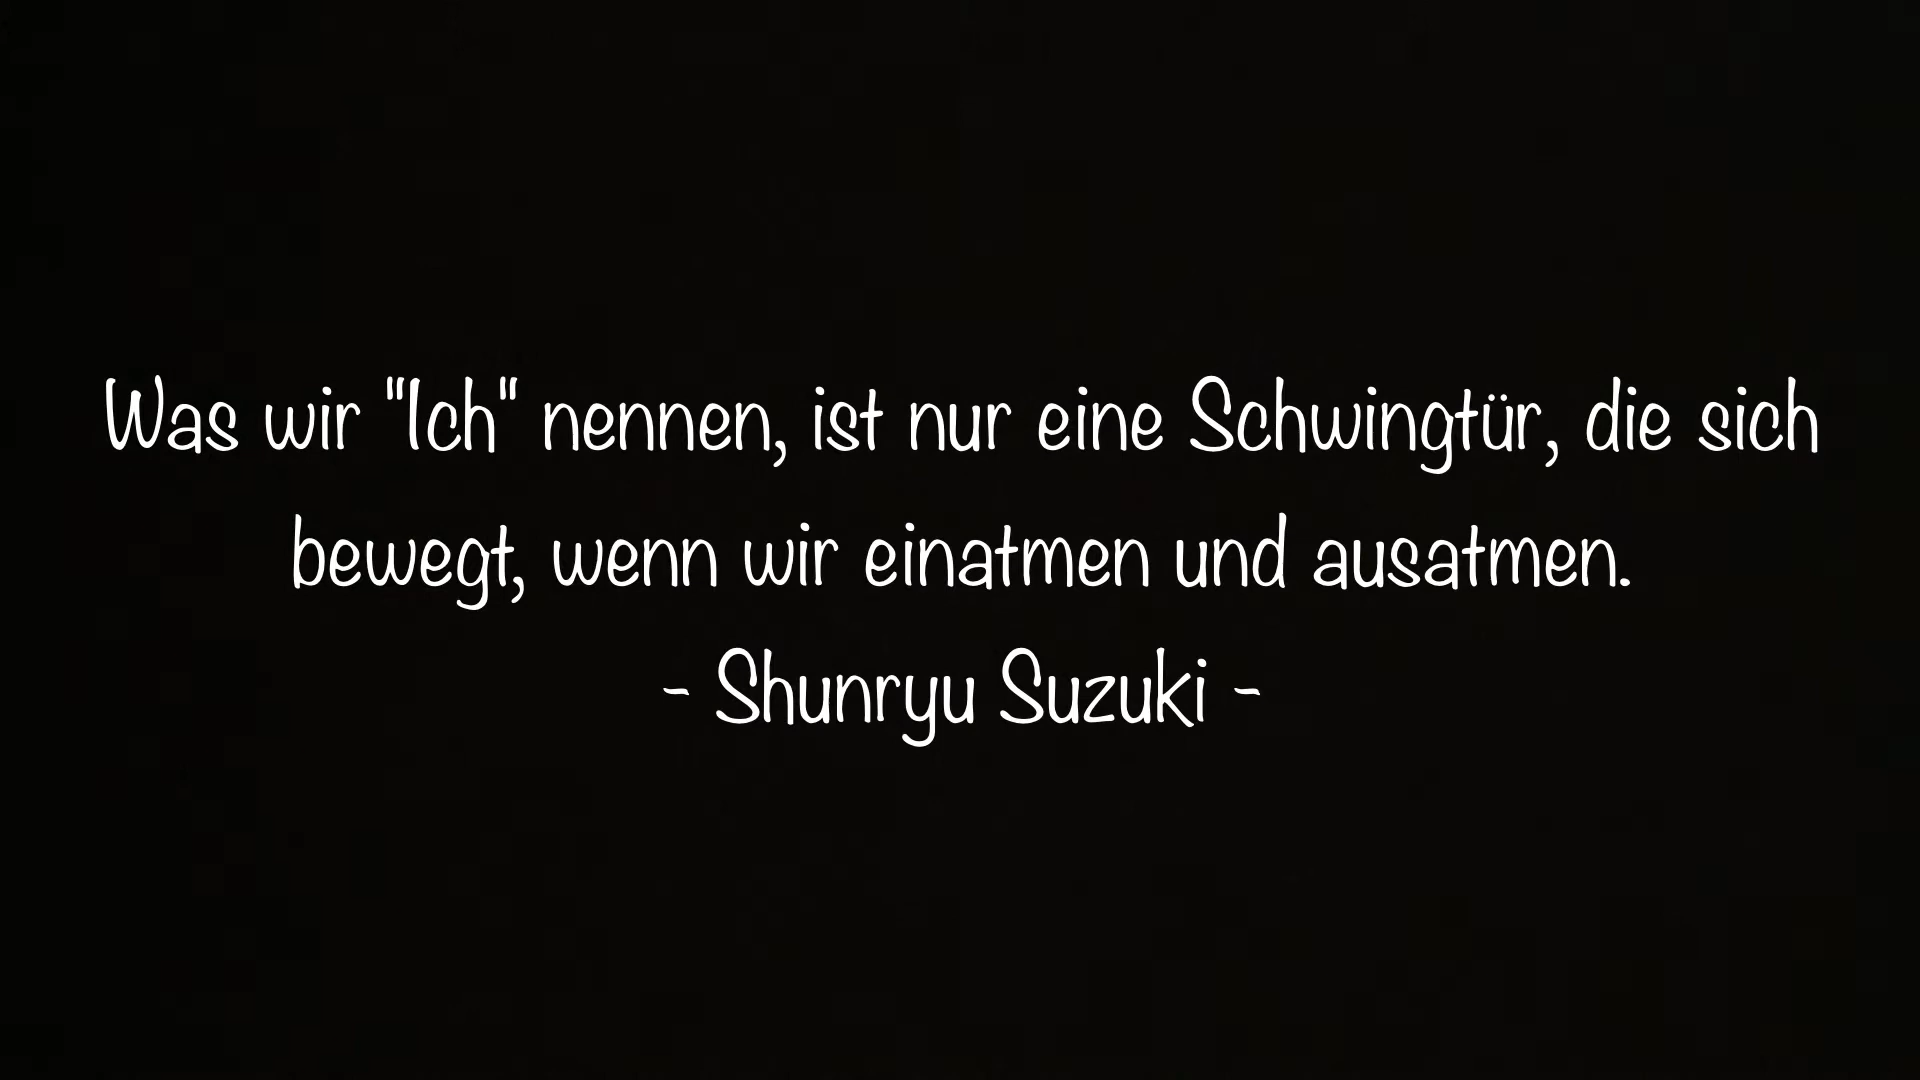 Was wir "Ich" nennen, ist nur eine Schwingtür, die sich
bewegt, wenn wir einatmen und ausatmen.
- Shunryu Suzuki -